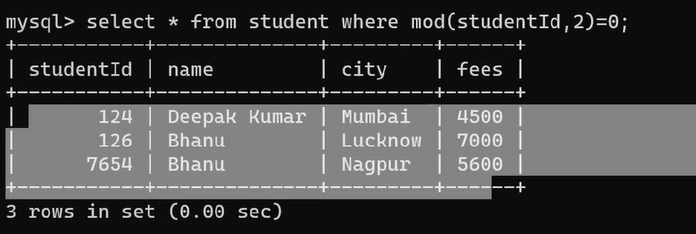 mysql> select * from student where mod(studentId,2)=0;
+-----------+--------------+---------+------+
| studentId | name         | city    | fees |
+-----------+--------------+---------+------+
|       124 | Deepak Kumar | Mumbai  | 4500 |
|       126 | Bhanu        | Lucknow | 7000 |
|      7654 | Bhanu        | Nagpur  | 5600 |
+-----------+--------------+---------+------+
3 rows in set (0.00 sec)